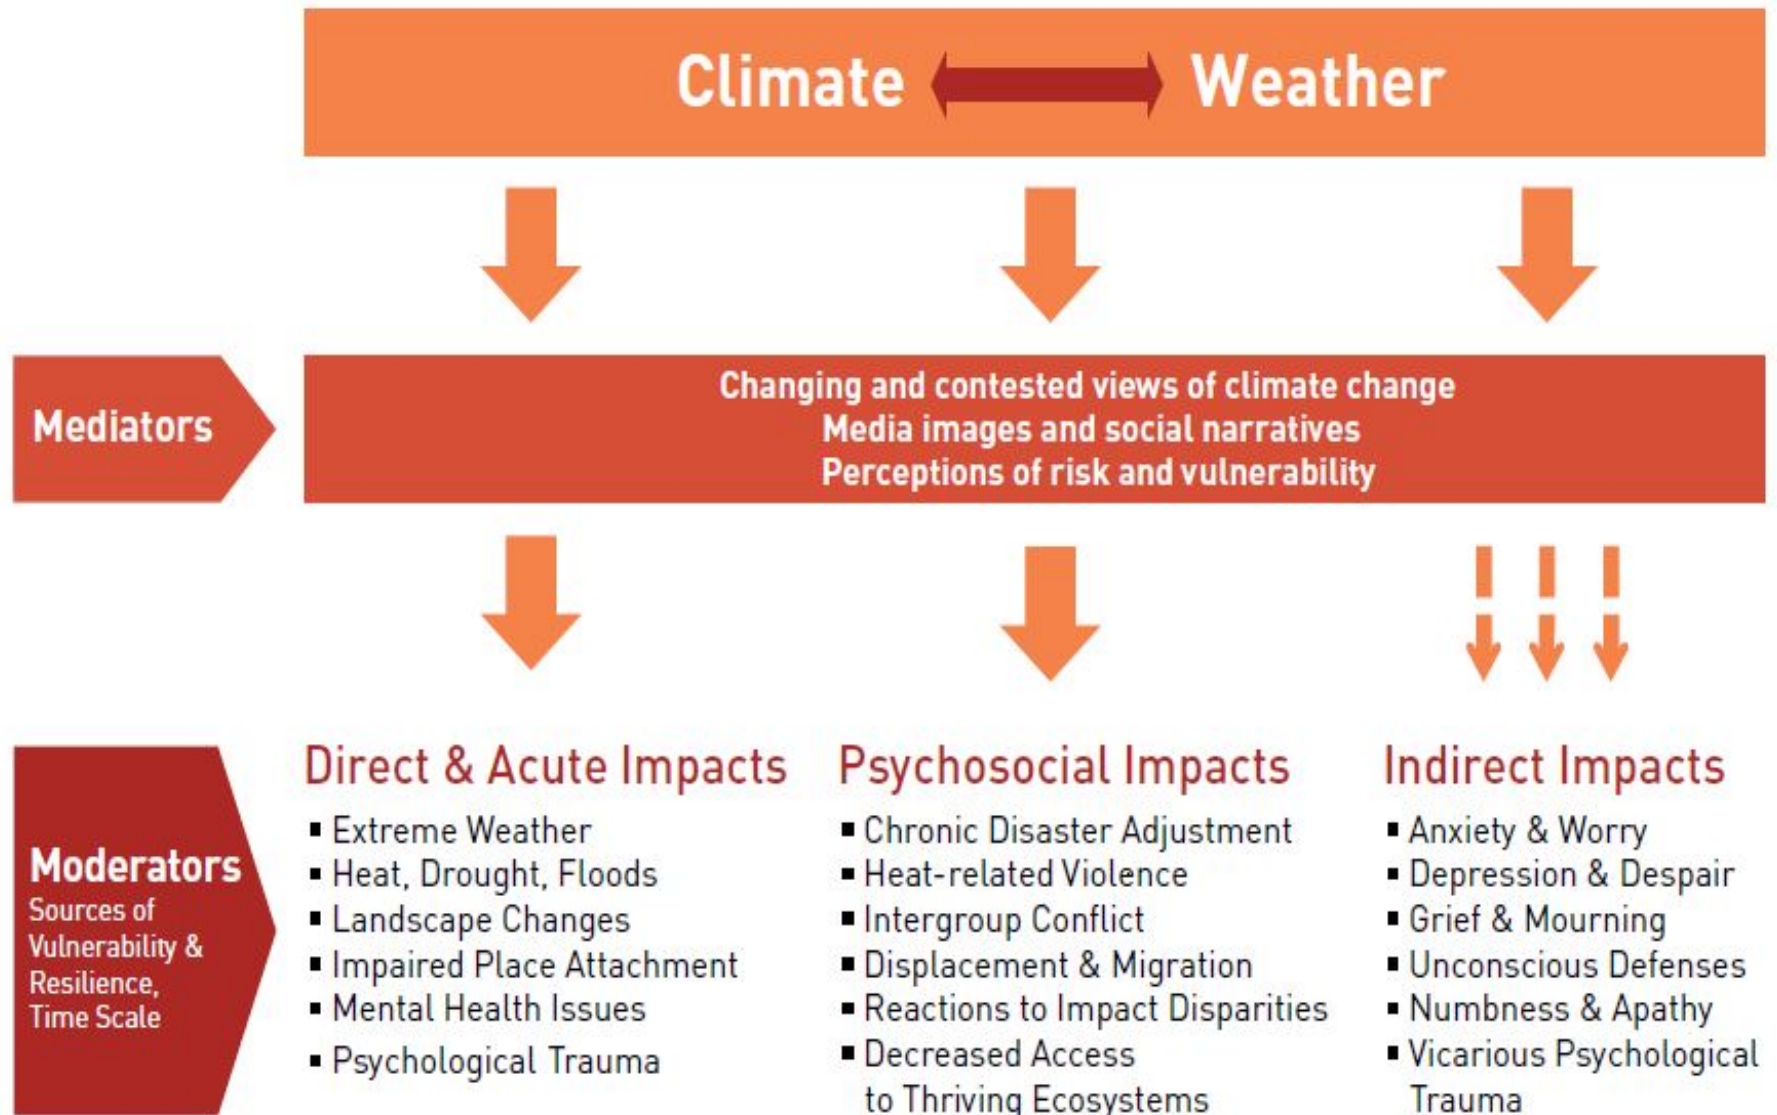 Climate Weather
Mediators
Changing and contested views of climate change
Media images and social narratives
Perceptions of risk and vulnerability
Moderators
Sources of
Vulnerability &
Resilience,
Time Scale
Direct & Acute Impacts
▪ Extreme Weather
▪ Heat, Drought, Floods
▪ Landscape Changes
▪ Impaired Place Attachment
▪ Mental Health Issues
▪ Psychological Trauma
Psychosocial Impacts
▪ Chronic Disaster Adjustment
▪ Heat-related Violence
▪ Intergroup Conflict
▪ Displacement & Migration
▪ Reactions to Impact Disparities
▪ Decreased Access
to Thriving Ecosystems
Indirect Impacts
▪ Anxiety & Worry
▪ Depression & Despair
▪ Grief & Mourning
▪ Unconscious Defenses
▪ Numbness & Apathy
▪ Vicarious Psychological
Trauma